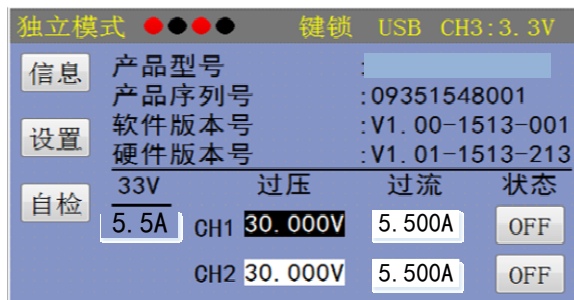 独立模式 键锁 USB CH3:3.3V
信息 产品型号 :
产品序列号 :09351548001
设置 软件版本号 :V1.00-1513-001
硬件版本号 :V1.01-1513-213
自检 33V 过压 过流 状态
5.5A CH1 30.000V 5.500A OFF
CH2 30.000V 5.500A OFF